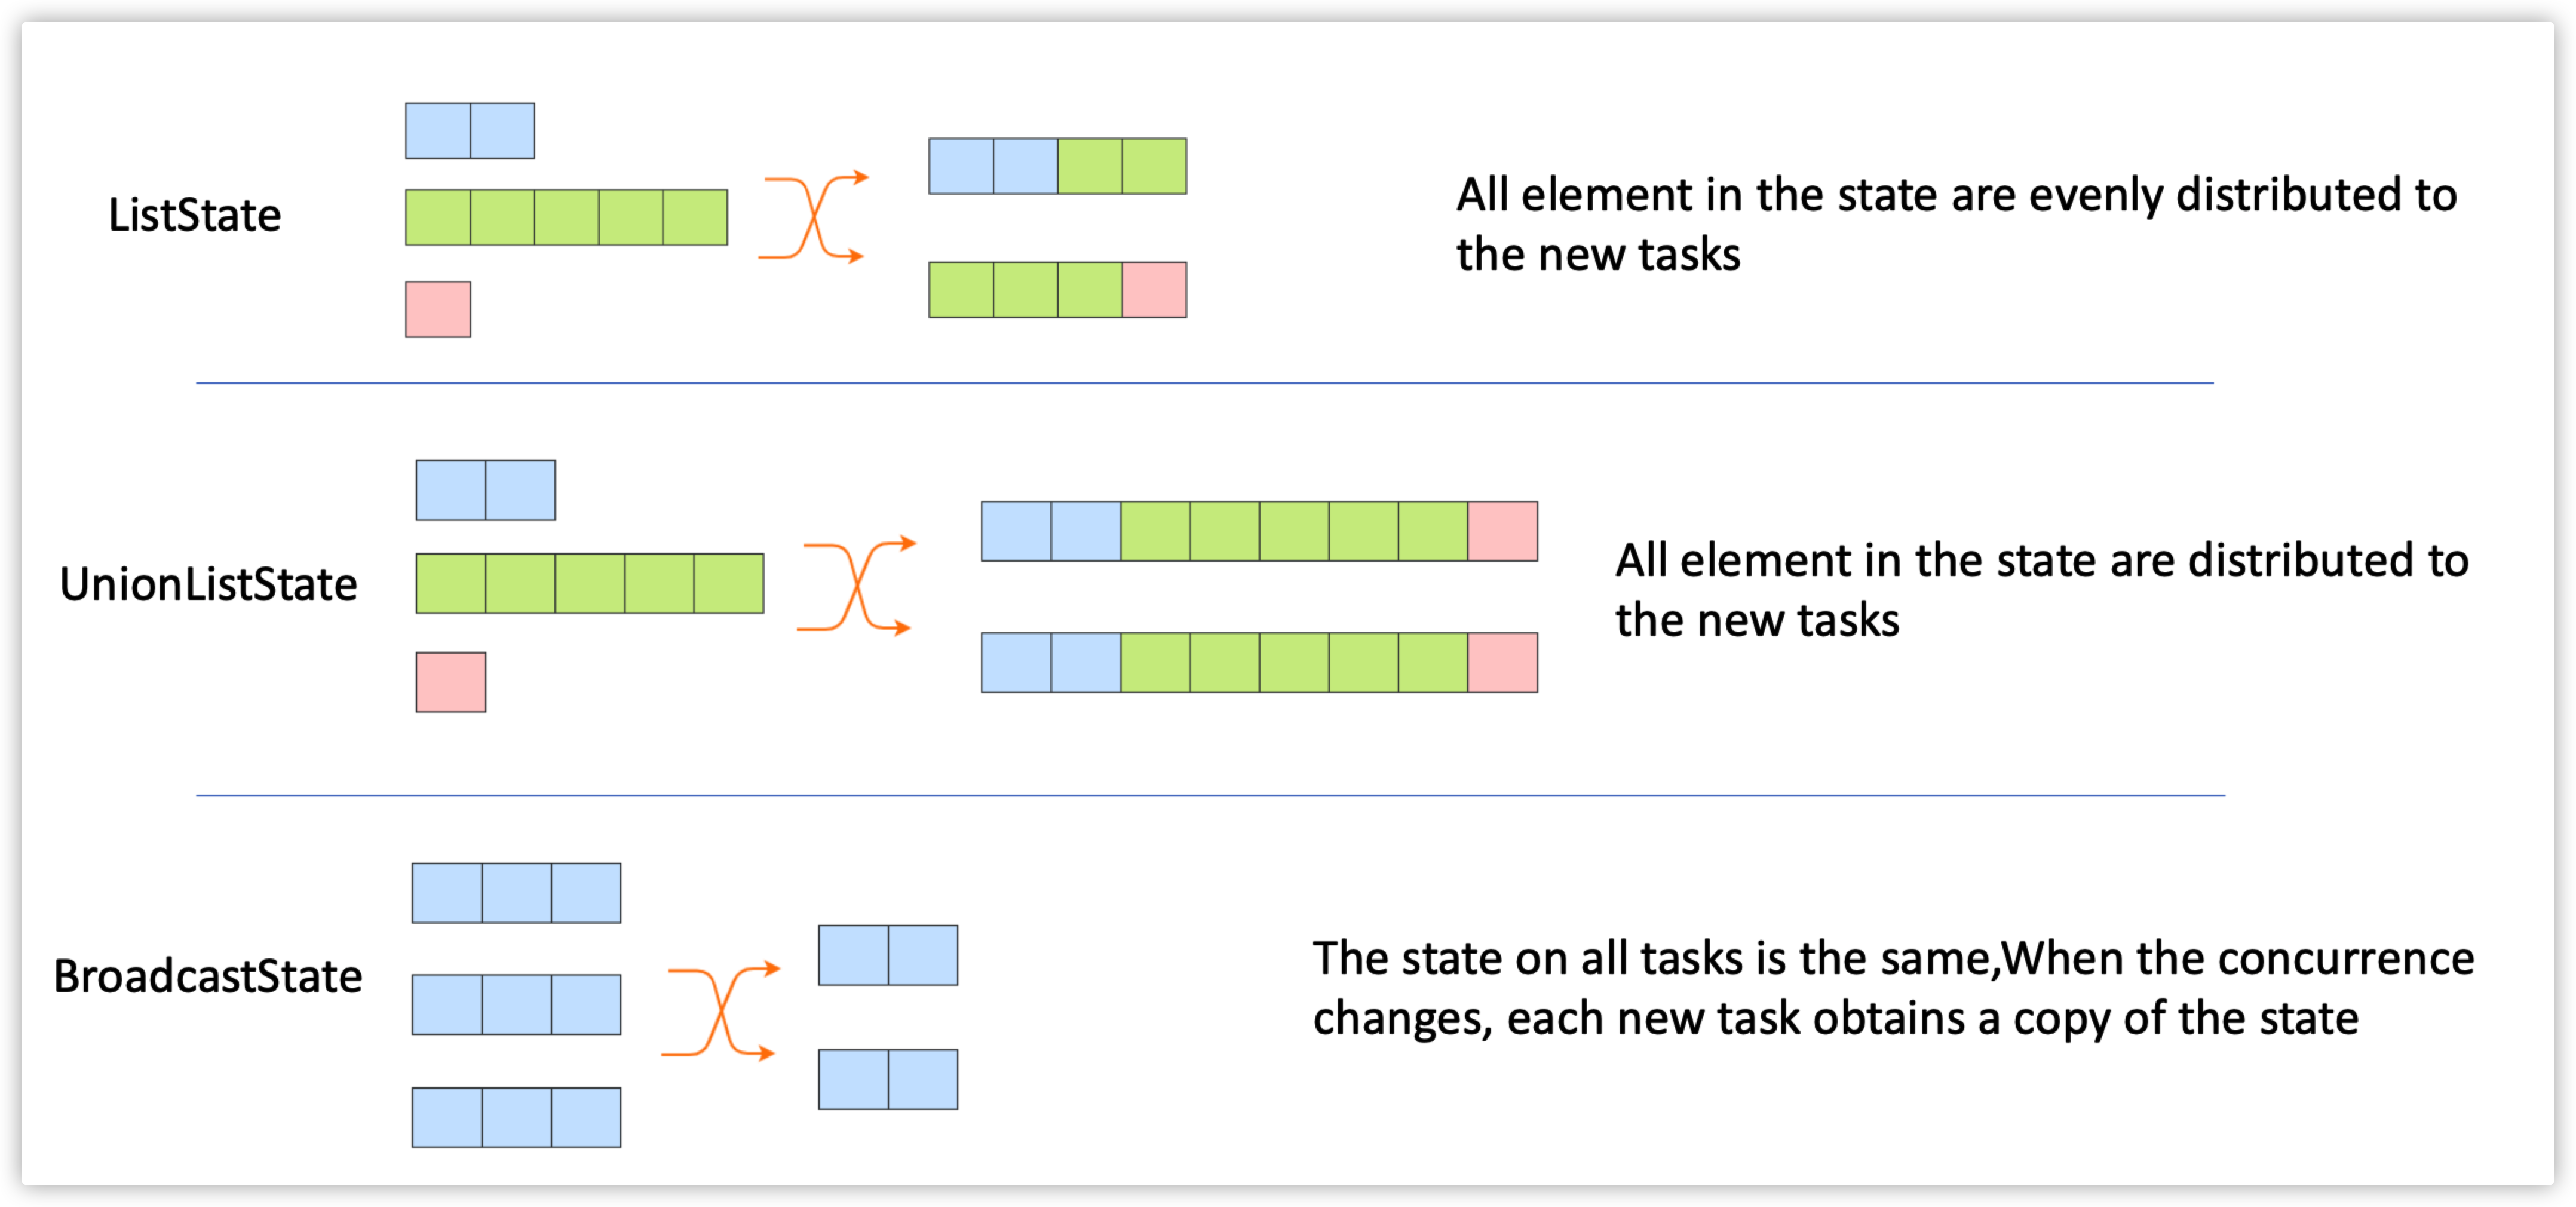 ListState
All element in the state are evenly distributed to
the new tasks
UnionListState
All element in the state are distributed to
the new tasks
BroadcastState
The state on all tasks is the same,When the concurrence
changes, each new task obtains a copy of the state